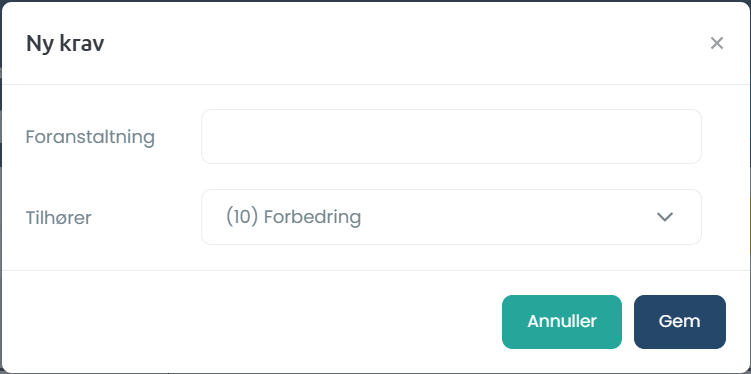 Ny krav
Foranstaltning
Tilhører
(10) Forbedring
Annuller
Gem